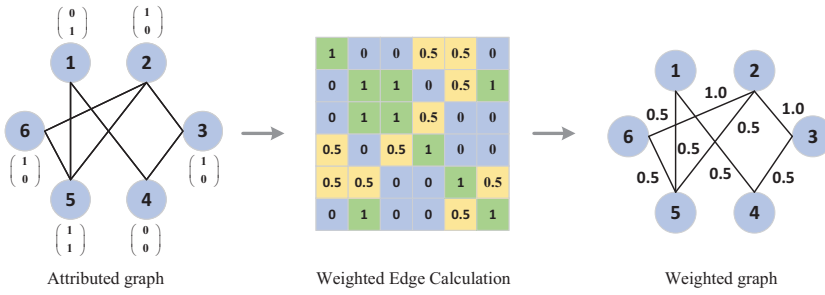 ( 0 1 ) ( 1 0 )
1 2
6 3
( 1 0 ) ( 1 0 )
5 4
( 1 1 ) ( 0 0 )
Attributed graph
1 0 0 0.5 0.5 0
0 1 1 0 0.5 1
0 1 1 0.5 0 0
0.5 0 0.5 1 0 0
0.5 0.5 0 0 1 0.5
0 1 0 0 0.5 1
Weighted Edge Calculation
1 2
1.0
0.5 1.0
6 0.5 3
0.5
0.5 0.5 0.5
5 4
Weighted graph